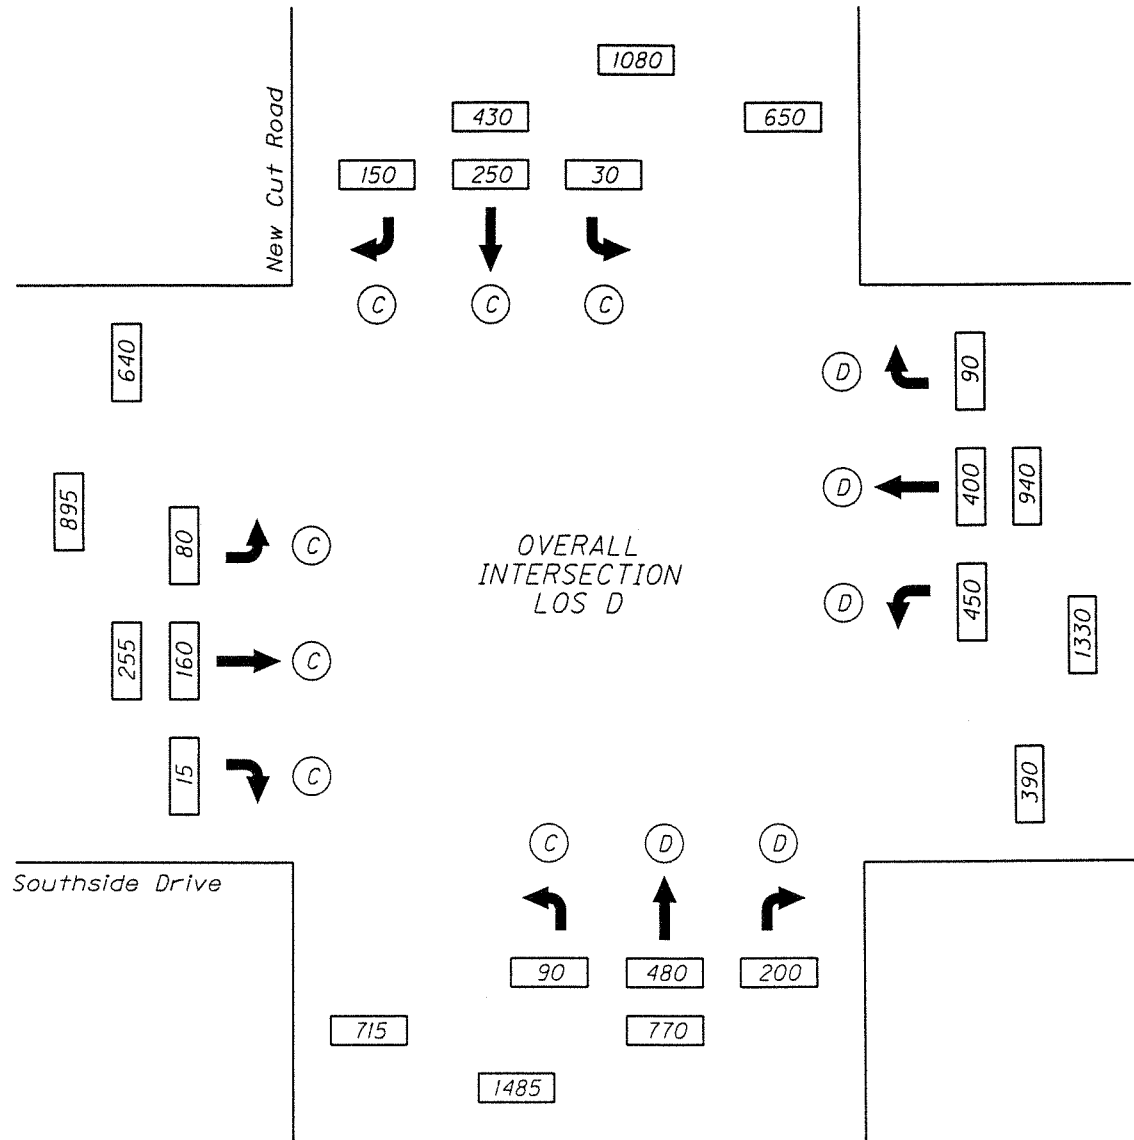 1080
430
650
New Cut Road
150
250
30
C
C
C
640
D
90
895
D
400
940
80
C
OVERALL
INTERSECTION
LOS D
D
450
255
160
C
1330
15
C
390
C
D
D
Southside Drive
90
480
200
715
770
1485